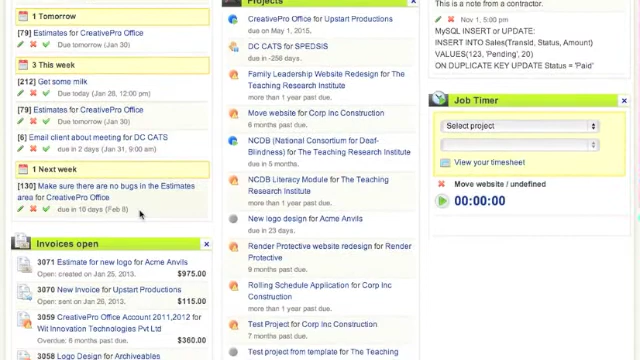 1 Tomorrow
[79] Estimates for CreativePro Office
Due tomorrow (Jan 30)
3 This week
[212] Get some milk
Due today (Jan 28, 12:00 pm)
[79] Estimates for CreativePro Office
Due tomorrow (Jan 30)
[6] Email client about meeting for DC CATS
due in 2 days (Jan 31, 9:00 am)
1 Next week
[130] Make sure there are no bugs in the Estimates
area for CreativePro Office
due in 10 days (Feb 8)
Invoices open
3071 Estimate for new logo for Acme Anvils
Open: created on Jan 25, 2013.
$975.00
3070 New Invoice for Upstart Productions
Open: sent on Jan 26, 2013.
$115.00
3059 CreativePro Office Account 2011,2012 for
Wit Innovation Technologies Pvt Ltd
Overdue: 6 months past due.
$360.00
3058 Logo Design for Archieveables
Projects
CreativePro Office for Upstart Productions
due on May 1, 2015.
DC CATS for SPEDSIS
due in -256 days.
Family Leadership Website Redesign for The
Teaching Research Institute
more than 1 year past due.
Move website for Corp Inc Construction
6 months past due.
NCDB (National Consortium for Deaf-
Blindness) for The Teaching Research Institute
due in 5 months.
NCDB Literacy Module for The Teaching
Research Institute
more than 1 year past due.
New logo design for Acme Anvils
due in 23 days.
Render Protective website redesign for Render
Protective
9 months past due.
Rolling Schedule Application for Corp Inc
Construction
more than 1 year past due.
Test Project for Corp Inc Construction
7 months past due.
Test project from template for The Teaching
This is a note from a contractor.
Nov 1, 5:00 pm
MySQL INSERT or UPDATE:
INSERT INTO Sales(TransId, Status, Amount)
VALUES(123, 'Pending', 20)
ON DUPLICATE KEY UPDATE Status = 'Paid'
Job Timer
Select project
View your timesheet
Move website / undefined
00:00:00